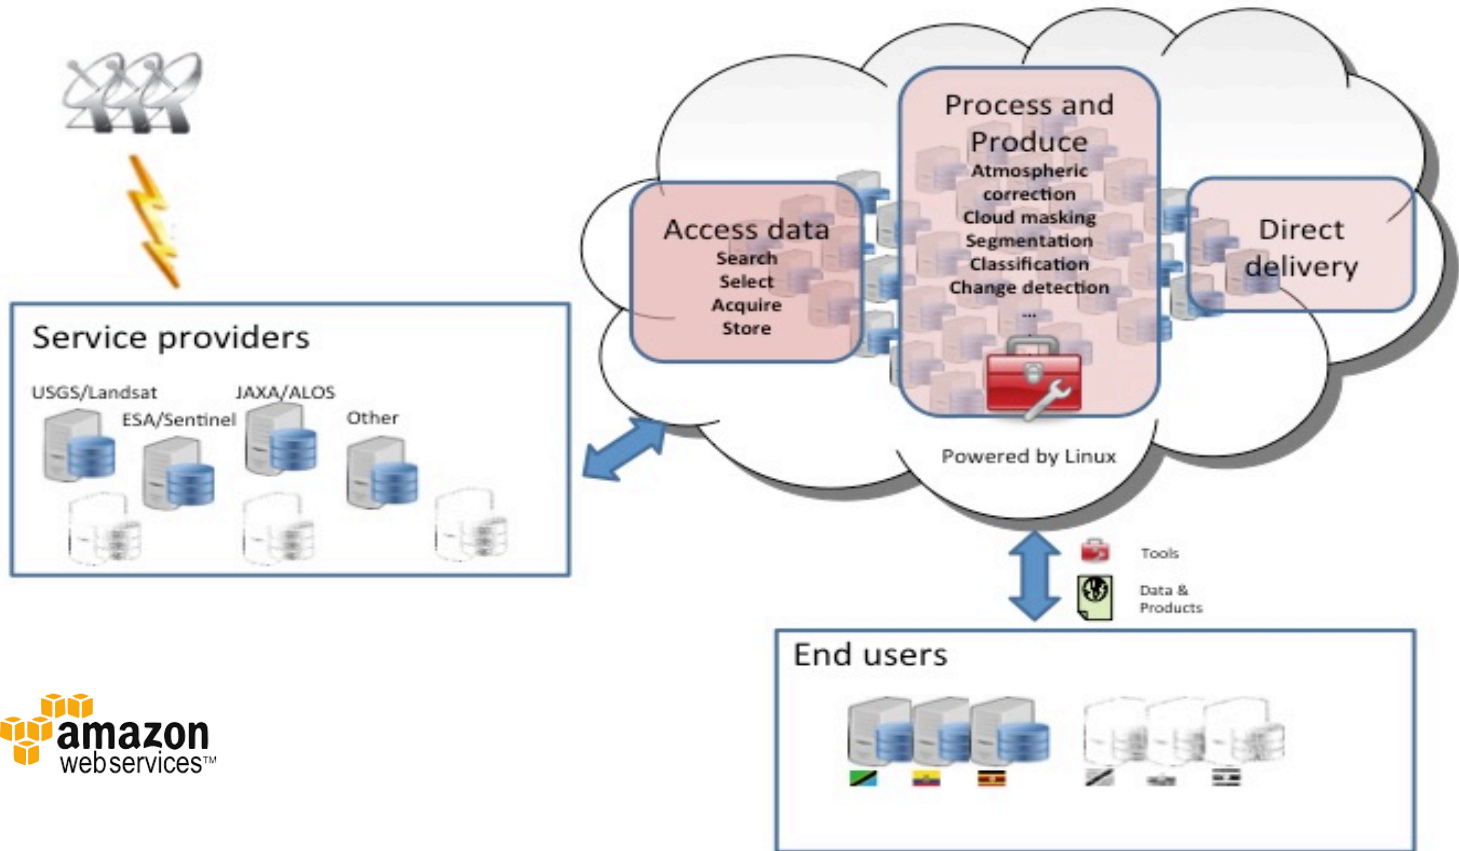 Process and
Produce
Atmospheric
correction
Cloud masking
Segmentation
Classification
Change detection
...
Access data
Search
Select
Acquire
Store
Direct
delivery
Service providers
USGS/Landsat
ESA/Sentinel
JAXA/ALOS
Other
Powered by Linux
Tools
Data &
Products
End users
amazon
webservices™